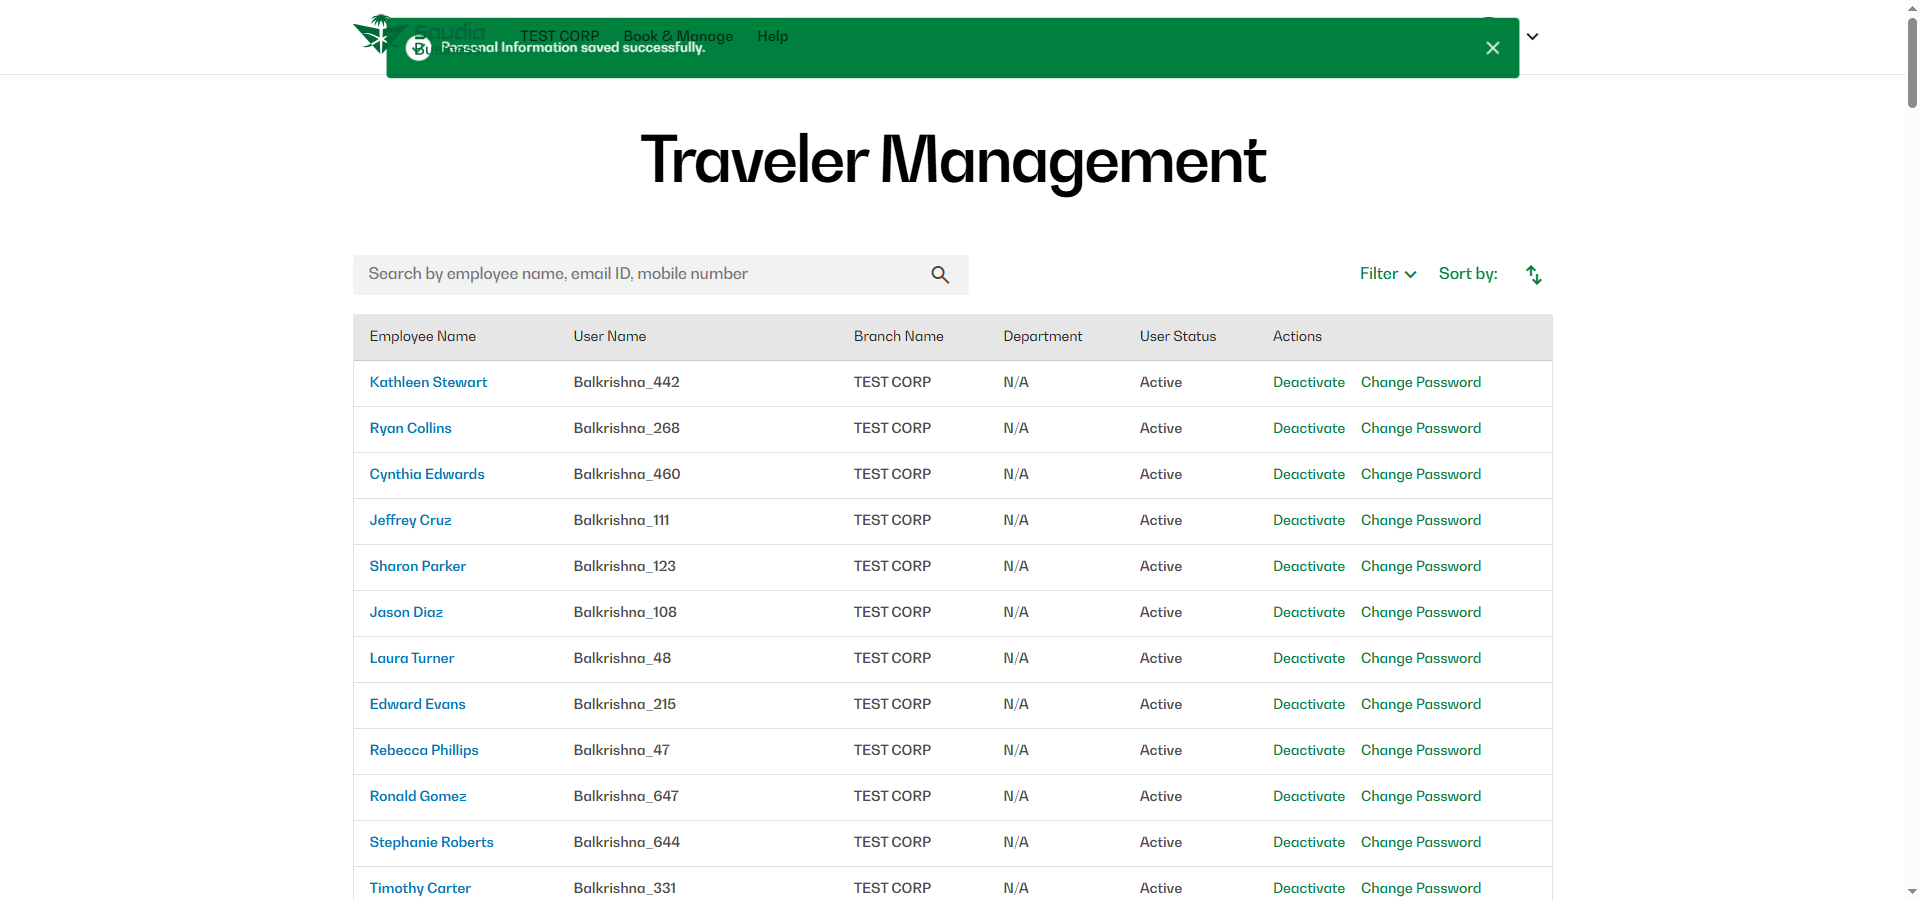 Saudia
Business
TEST CORP Book & Manage Help
Personal Information saved successfully.
Traveler Management
Search by employee name, email ID, mobile number
Filter Sort by:
Employee Name User Name Branch Name Department User Status Actions
Kathleen Stewart Balkrishna_442 TEST CORP N/A Active Deactivate Change Password
Ryan Collins Balkrishna_268 TEST CORP N/A Active Deactivate Change Password
Cynthia Edwards Balkrishna_460 TEST CORP N/A Active Deactivate Change Password
Jeffrey Cruz Balkrishna_111 TEST CORP N/A Active Deactivate Change Password
Sharon Parker Balkrishna_123 TEST CORP N/A Active Deactivate Change Password
Jason Diaz Balkrishna_108 TEST CORP N/A Active Deactivate Change Password
Laura Turner Balkrishna_48 TEST CORP N/A Active Deactivate Change Password
Edward Evans Balkrishna_215 TEST CORP N/A Active Deactivate Change Password
Rebecca Phillips Balkrishna_47 TEST CORP N/A Active Deactivate Change Password
Ronald Gomez Balkrishna_647 TEST CORP N/A Active Deactivate Change Password
Stephanie Roberts Balkrishna_644 TEST CORP N/A Active Deactivate Change Password
Timothy Carter Balkrishna_331 TEST CORP N/A Active Deactivate Change Password